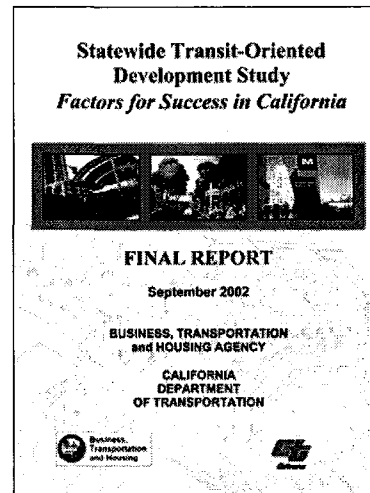 Statewide Transit-Oriented
Development Study
Factors for Success in California
M
FINAL REPORT
September 2002
BUSINESS, TRANSPORTATION
and HOUSING AGENCY
CALIFORNIA
DEPARTMENT
OF TRANSPORTATION
Business,
Transportation
and Housing